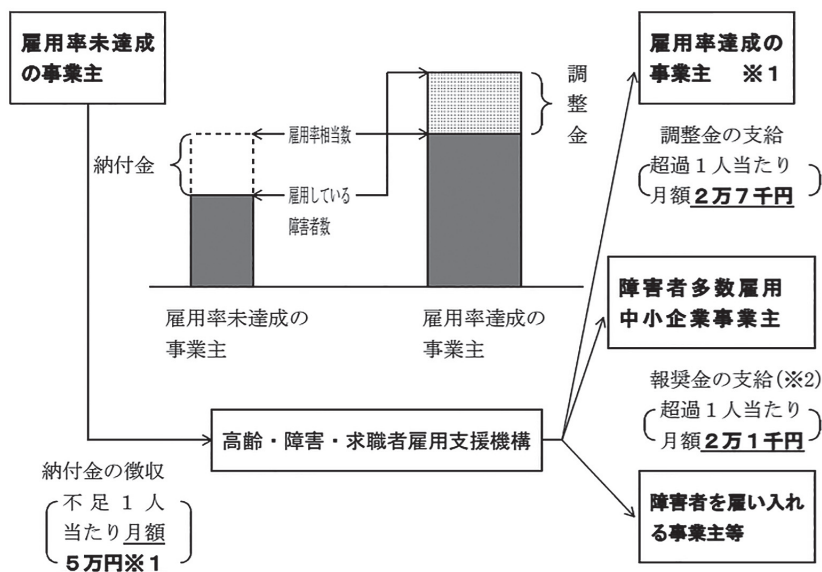 雇用率未達成
の事業主
納付金
雇用率相当数
雇用している
障害者数
調
整
金
雇用率未達成の
事業主
雇用率達成の
事業主
雇用率達成の
事業主 ※1
調整金の支給
超過1人当たり
月額2万7千円
障害者多数雇用
中小企業事業主
報奨金の支給(※2)
超過1人当たり
月額2万1千円
高齢・障害・求職者雇用支援機構
納付金の徴収
不足1人
当たり月額
5万円※1
障害者を雇い入れ
る事業主等